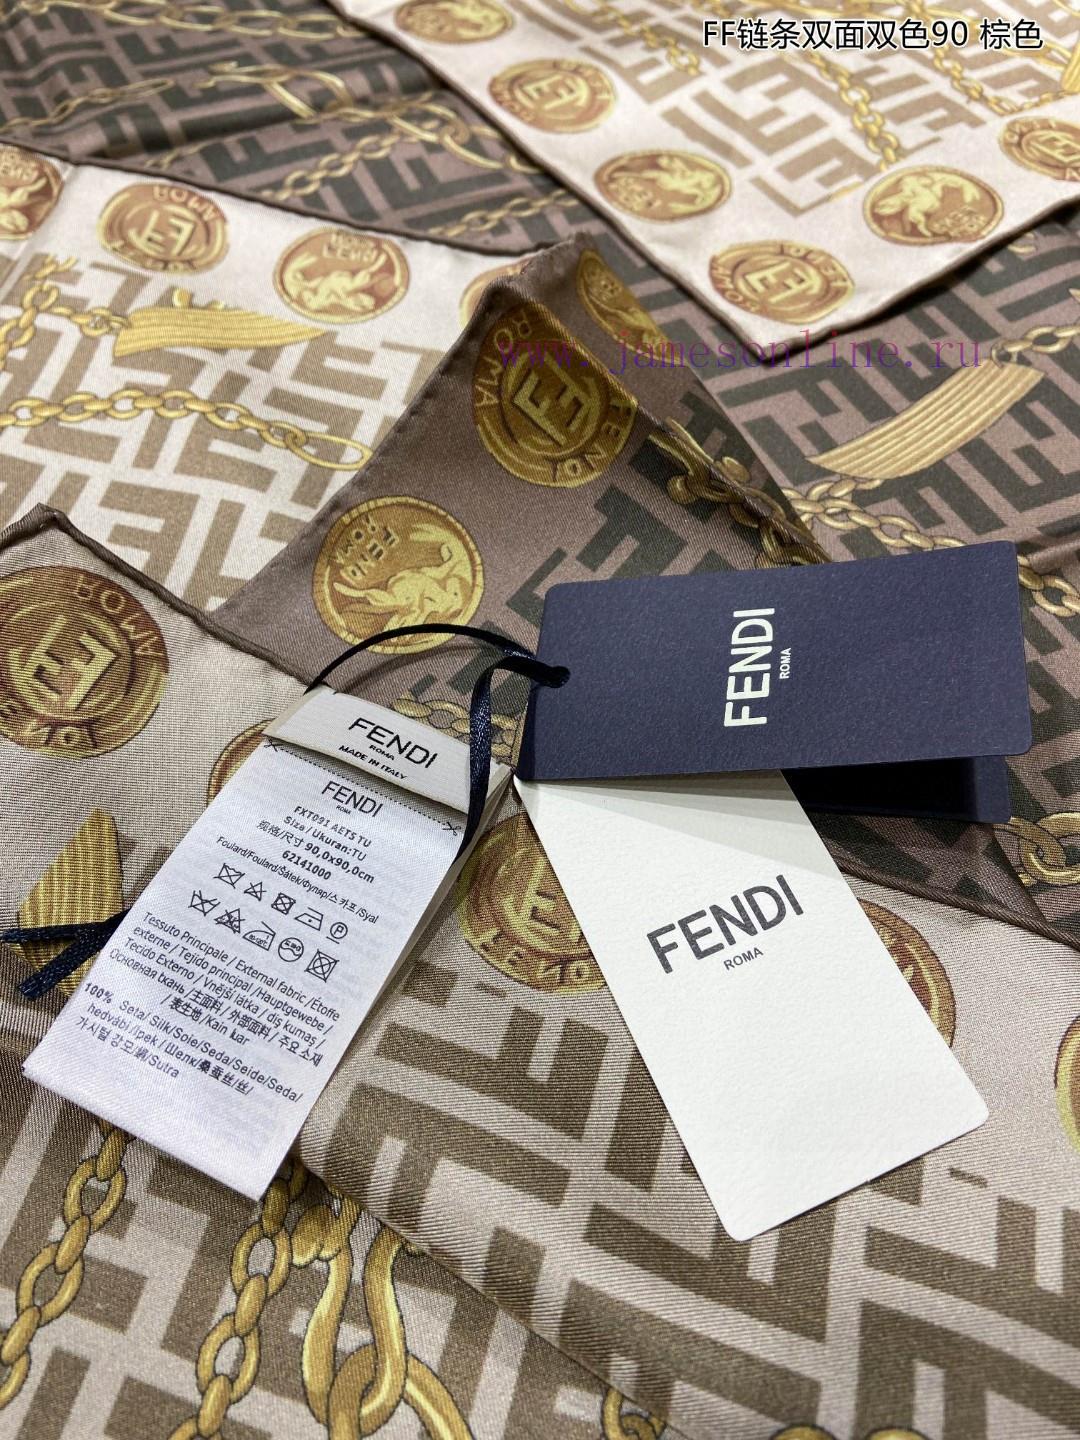 FF链条双面双色90 棕色
www.jamesonline.ru
FENDI
ROMA
FENDI
ROMA
FENDI
ROMA
MADE IN ITALY
FENDI
ROMA
FXT091 AETS TU
Size / Ukuran:TU
规格/尺寸 90,0x90,0cm
62141000
Foulard/Foulard/Šátek/Фуляр/스카프/Syal
Tessuto Principale / External fabric /Étoffe
externe / Tejido principal /Hauptgewebe /
Tecido Externo / Vnější látka / dış kumaş /
Основная ткань /主面料/ 外部面料 / 주요 소재
/ 表生地/Kain luar
100% Seta/ Silk/Soie/Seda/Seide/Seda/
hedvábí /ipek / Шелк/桑蚕丝/丝/
가시털 강모/絹/Sutra
FENDI
ROMA